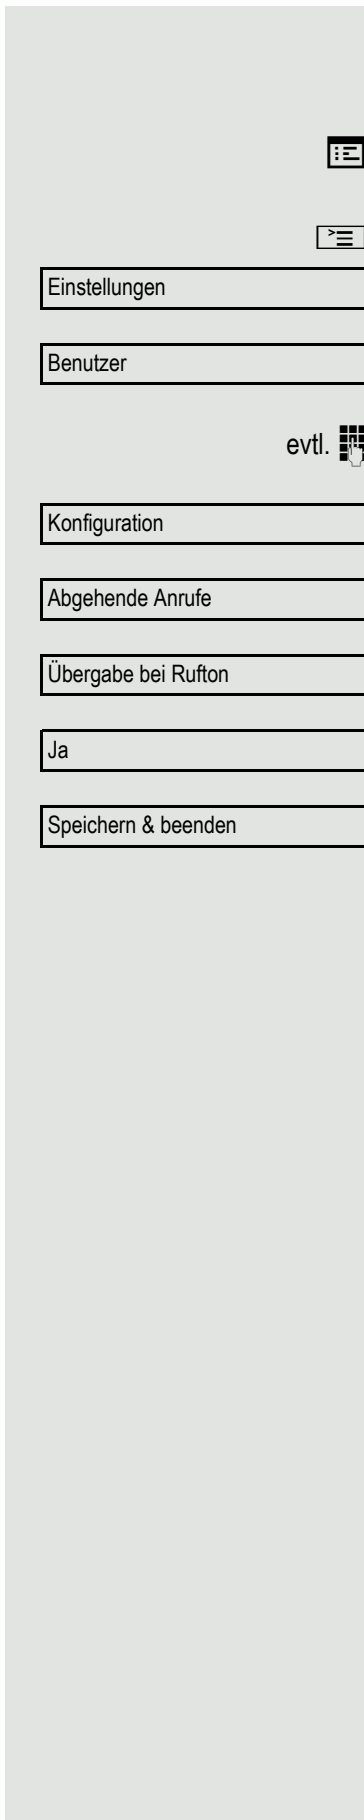 Einstellungen
Benutzer
evtl.
Konfiguration
Abgehende Anrufe
Übergabe bei Rufton
Ja
Speichern & beenden